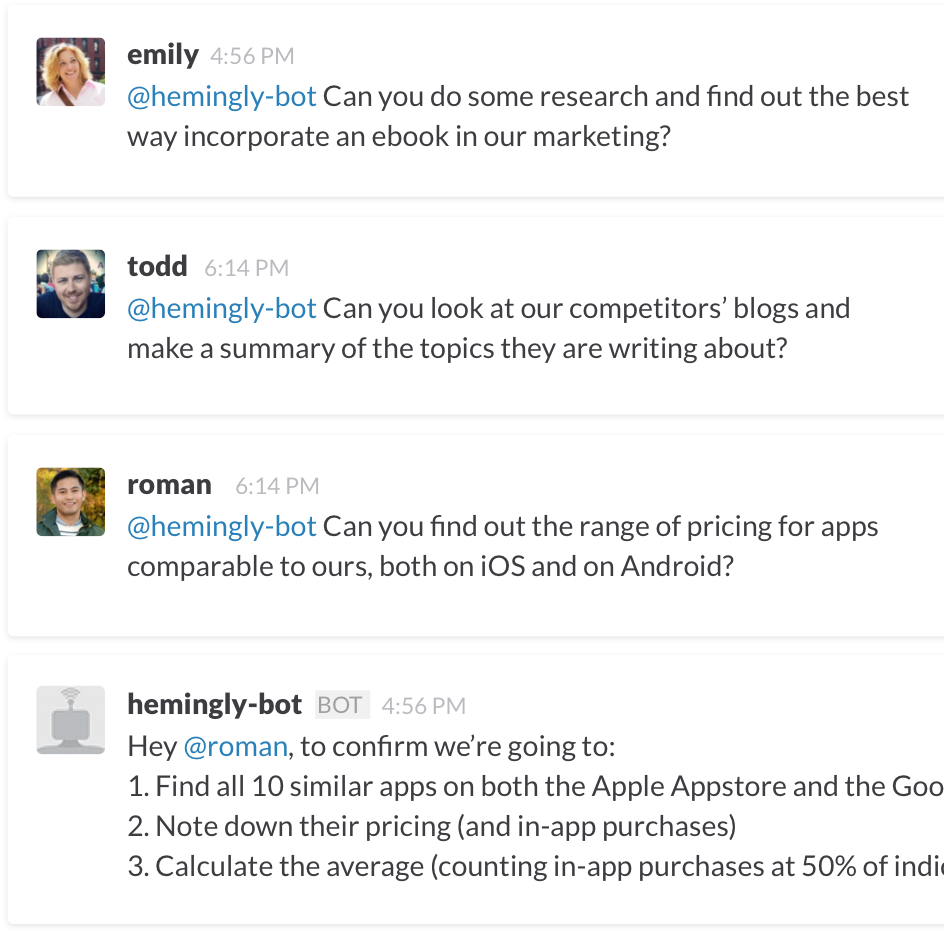 emily 4:56 PM
@hemingly-bot Can you do some research and find out the best
way incorporate an ebook in our marketing?
todd 6:14 PM
@hemingly-bot Can you look at our competitors’ blogs and
make a summary of the topics they are writing about?
roman 6:14 PM
@hemingly-bot Can you find out the range of pricing for apps
comparable to ours, both on iOS and on Android?
hemingly-bot BOT 4:56 PM
Hey @roman, to confirm we’re going to:
1. Find all 10 similar apps on both the Apple Appstore and the
2. Note down their pricing (and in-app purchases)
3. Calculate the average (counting in-app purchases at 50% of